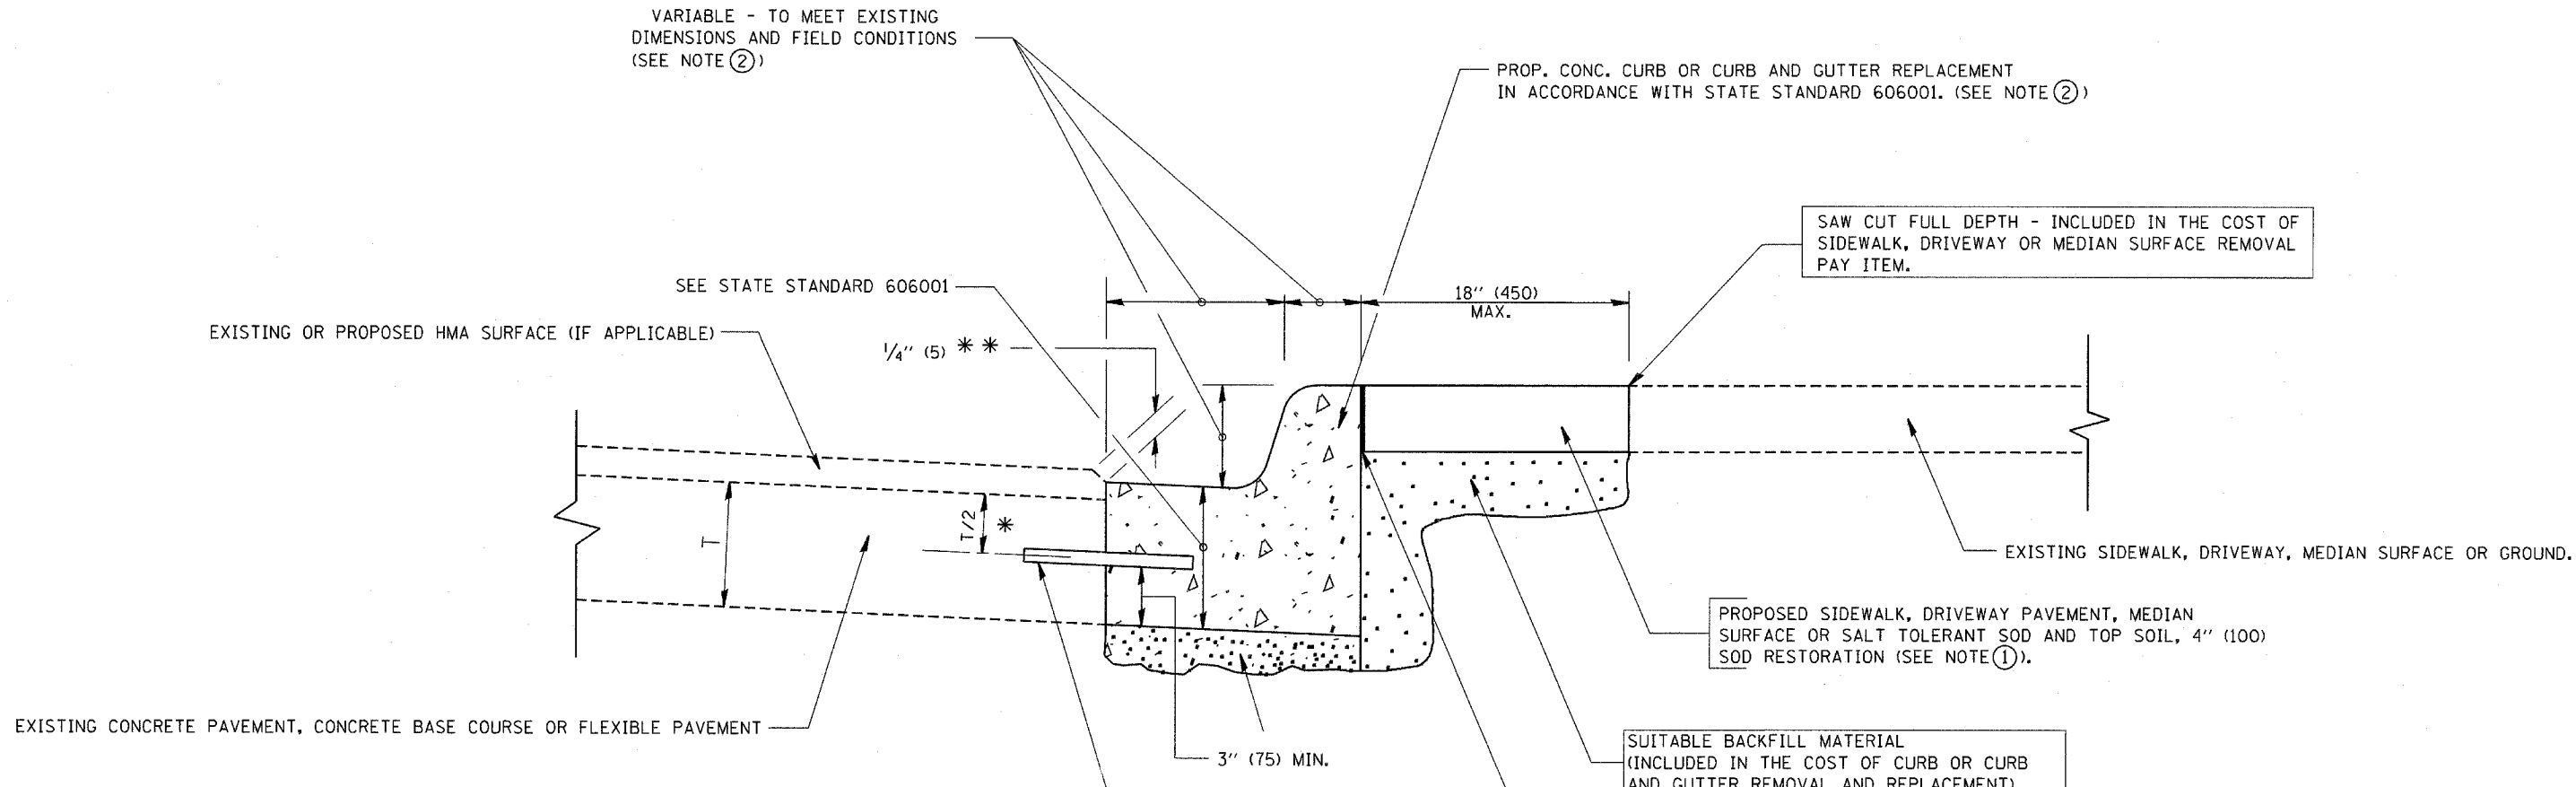 VARIABLE - TO MEET EXISTING
DIMENSIONS AND FIELD CONDITIONS
(SEE NOTE ②)
PROP. CONC. CURB OR CURB AND GUTTER REPLACEMENT
IN ACCORDANCE WITH STATE STANDARD 606001. (SEE NOTE ②)
SAW CUT FULL DEPTH - INCLUDED IN THE COST OF
SIDEWALK, DRIVEWAY OR MEDIAN SURFACE REMOVAL
PAY ITEM.
SEE STATE STANDARD 606001
18" (450)
MAX.
EXISTING OR PROPOSED HMA SURFACE (IF APPLICABLE)
1/4" (5) * *
T
T/2 *
EXISTING SIDEWALK, DRIVEWAY, MEDIAN SURFACE OR GROUND.
PROPOSED SIDEWALK, DRIVEWAY PAVEMENT, MEDIAN
SURFACE OR SALT TOLERANT SOD AND TOP SOIL, 4" (100)
SOD RESTORATION (SEE NOTE ①).
EXISTING CONCRETE PAVEMENT, CONCRETE BASE COURSE OR FLEXIBLE PAVEMENT
3" (75) MIN.
SUITABLE BACKFILL MATERIAL
(INCLUDED IN THE COST OF CURB OR CURB
AND GUTTER REMOVAL AND REPLACEMENT)